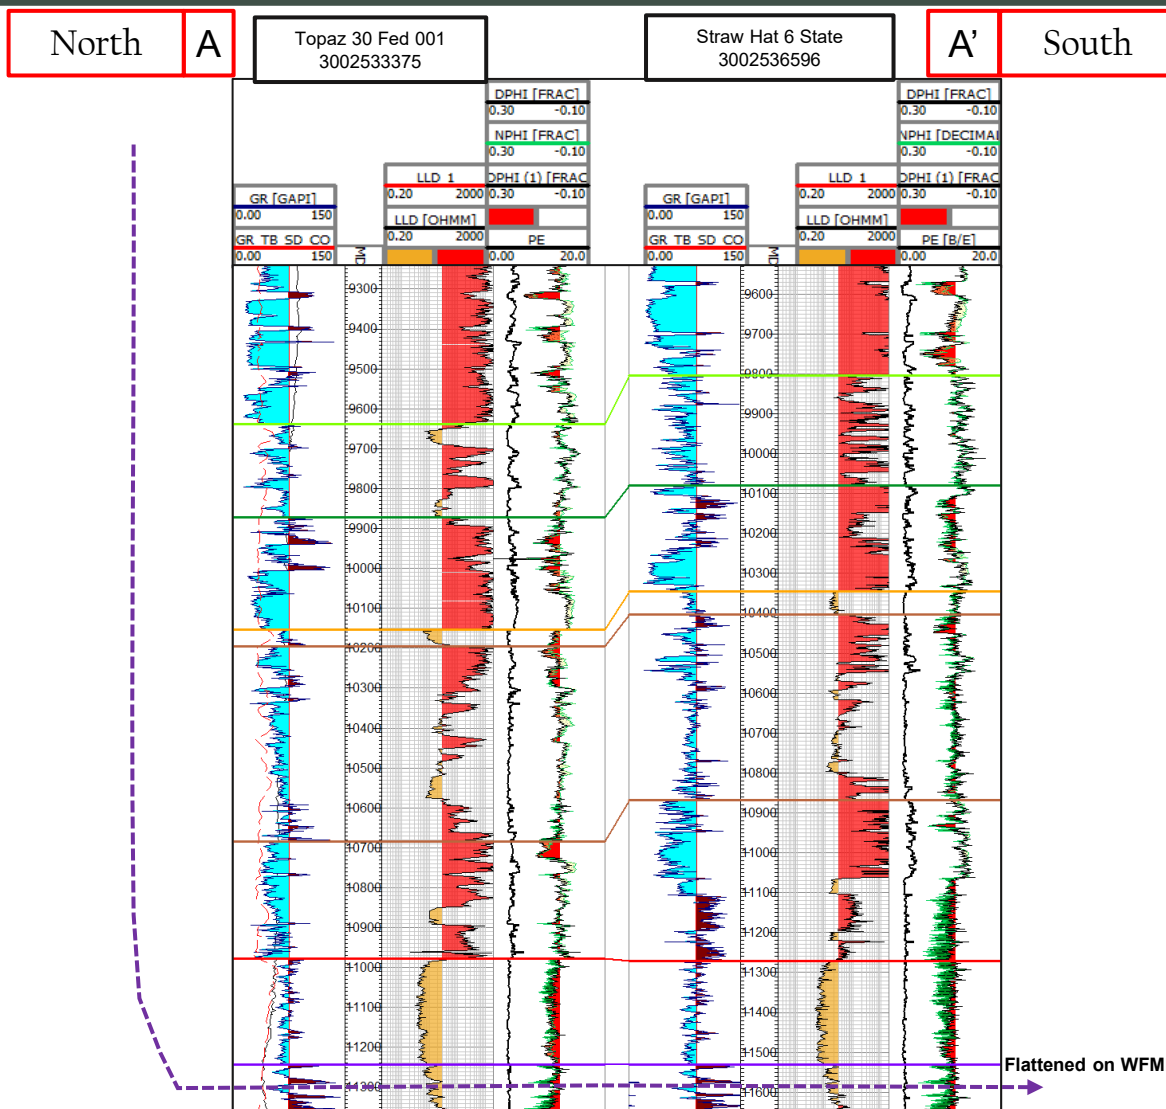 North
A
Topaz 30 Fed 001
3002533375
Straw Hat 6 State
3002536596
A'
South
DPHI [FRAC]
0.30 -0.10
NPHI [FRAC]
0.30 -0.10
LLD 1
0.20 2000
DPHI (1) [FRAC
0.30 -0.10
GR [GAPI]
0.00 150
LLD [OHMM]
0.20 2000
GR TB SD CO
0.00 150
MD
PE
0.00 20.0
DPHI [FRAC]
0.30 -0.10
NPHI [DECIMAL
0.30 -0.10
LLD 1
0.20 2000
DPHI (1) [FRAC
0.30 -0.10
GR [GAPI]
0.00 150
LLD [OHMM]
0.20 2000
GR TB SD CO
0.00 150
MD
PE [B/E]
0.00 20.0
9300
9400
9500
9600
9700
9800
9900
10000
10100
10200
10300
10400
10500
10600
10700
10800
10900
11000
11100
11200
11300
9600
9700
9800
9900
10000
10100
10200
10300
10400
10500
10600
10700
10800
10900
11000
11100
11200
11300
11400
11500
11600
Flattened on WFMP